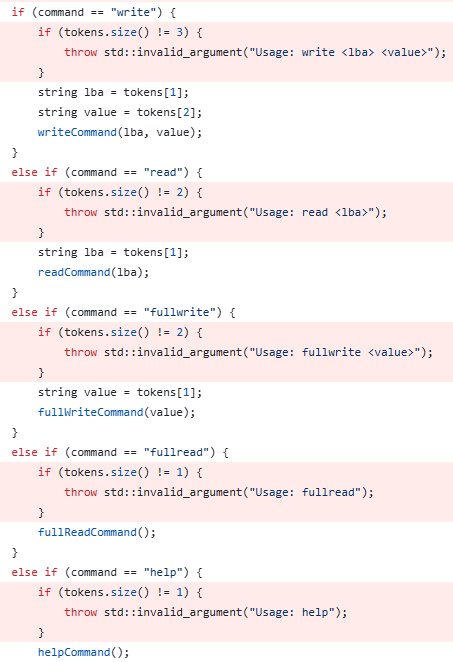 if (command == "write") {
    if (tokens.size() != 3) {
        throw std::invalid_argument("Usage: write <lba> <value>");
    }
    string lba = tokens[1];
    string value = tokens[2];
    writeCommand(lba, value);
}
else if (command == "read") {
    if (tokens.size() != 2) {
        throw std::invalid_argument("Usage: read <lba>");
    }
    string lba = tokens[1];
    readCommand(lba);
}
else if (command == "fullwrite") {
    if (tokens.size() != 2) {
        throw std::invalid_argument("Usage: fullwrite <value>");
    }
    string value = tokens[1];
    fullWriteCommand(value);
}
else if (command == "fullread") {
    if (tokens.size() != 1) {
        throw std::invalid_argument("Usage: fullread");
    }
    fullReadCommand();
}
else if (command == "help") {
    if (tokens.size() != 1) {
        throw std::invalid_argument("Usage: help");
    }
    helpCommand();